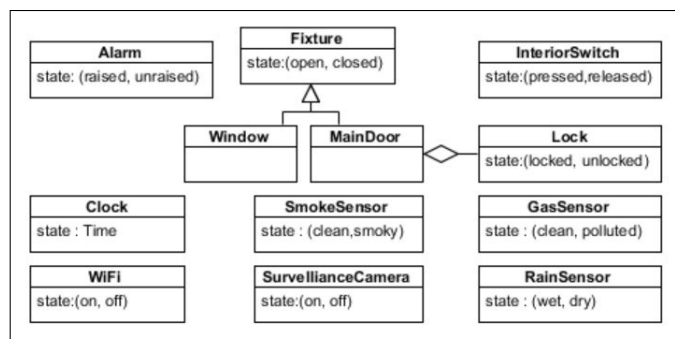 Alarm
state: (raised, unraised)
Fixture
state:(open, closed)
InteriorSwitch
state:(pressed,released)
Window
MainDoor
Lock
state:(locked, unlocked)
Clock
state : Time
SmokeSensor
state : (clean,smoky)
GasSensor
state : (clean, polluted)
WiFi
state:(on, off)
SurvellianceCamera
state:(on, off)
RainSensor
state : (wet, dry)